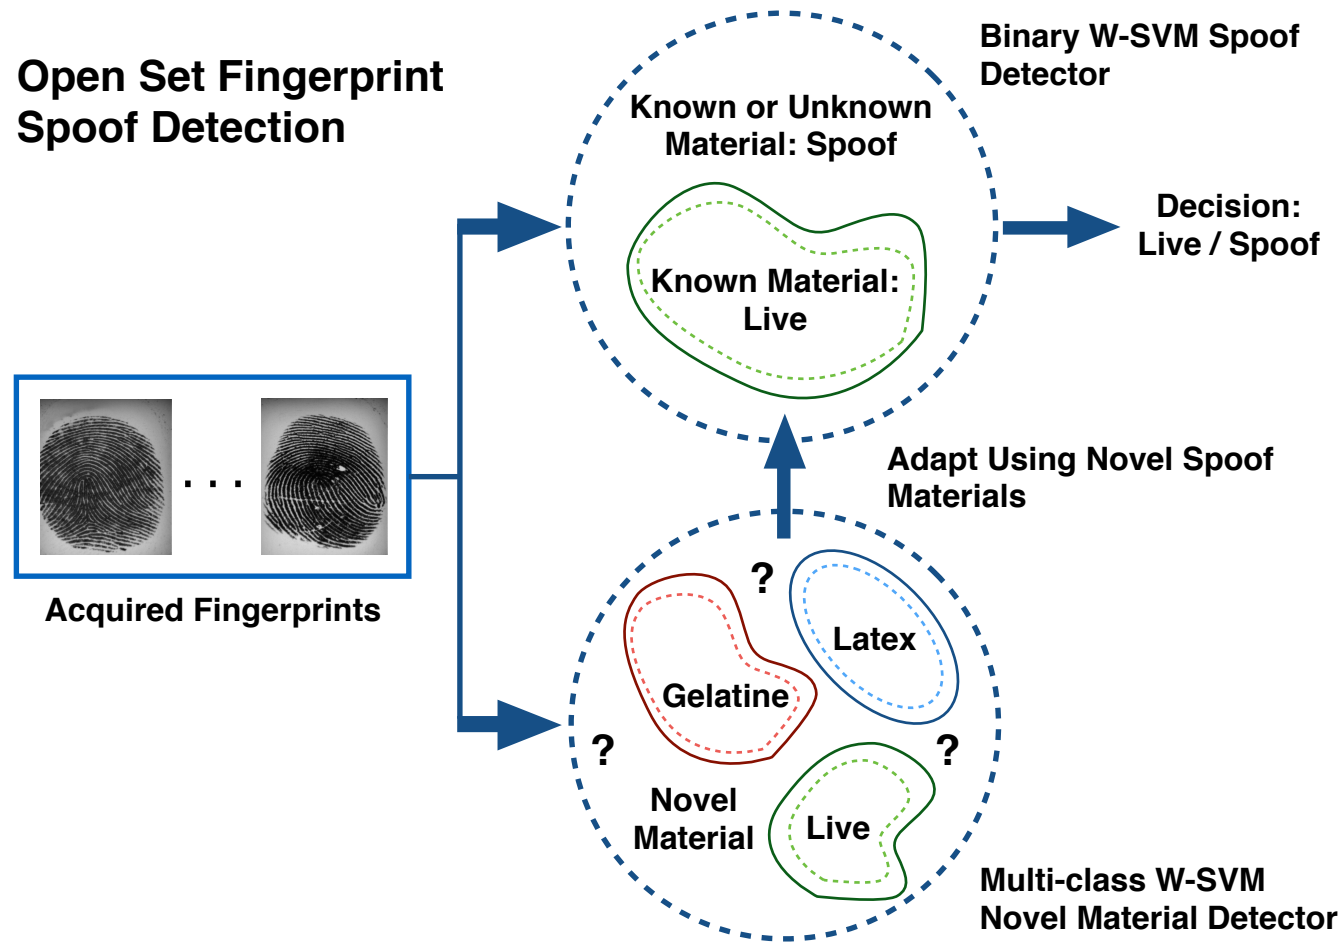 Open Set Fingerprint
Spoof Detection
Binary W-SVM Spoof
Detector
Known or Unknown
Material: Spoof
Known Material:
Live
Decision:
Live / Spoof
. . .
Acquired Fingerprints
Adapt Using Novel Spoof
Materials
?
Latex
Gelatine
?
?
Novel
Material
Live
Multi-class W-SVM
Novel Material Detector